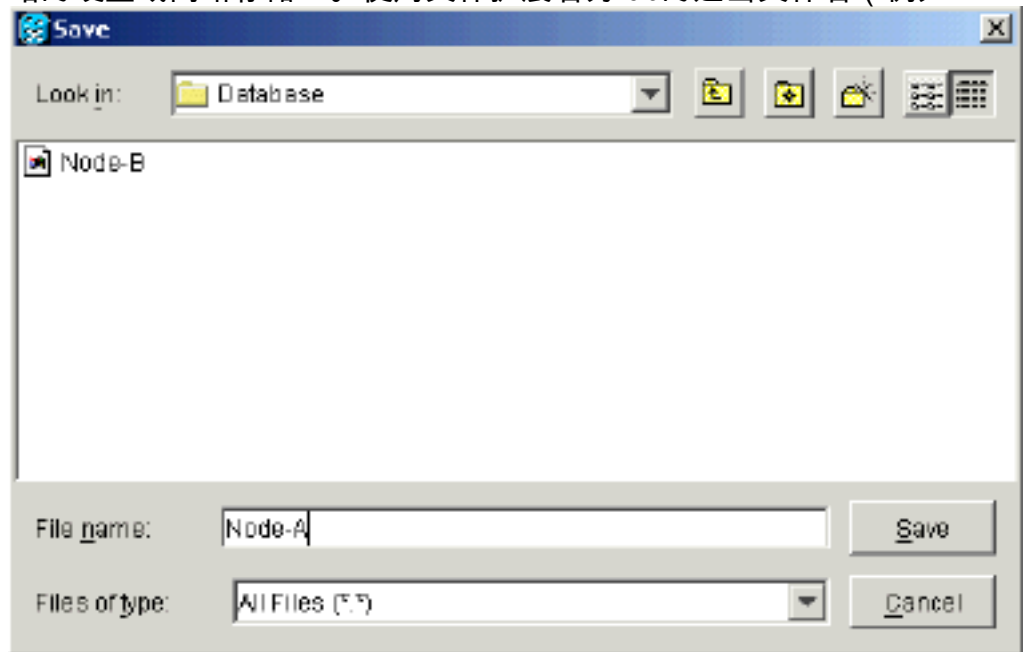 Save
Look in: Database
Node-B
File name: Node-A
Save
Files of type: All Files (*.*)
Cancel